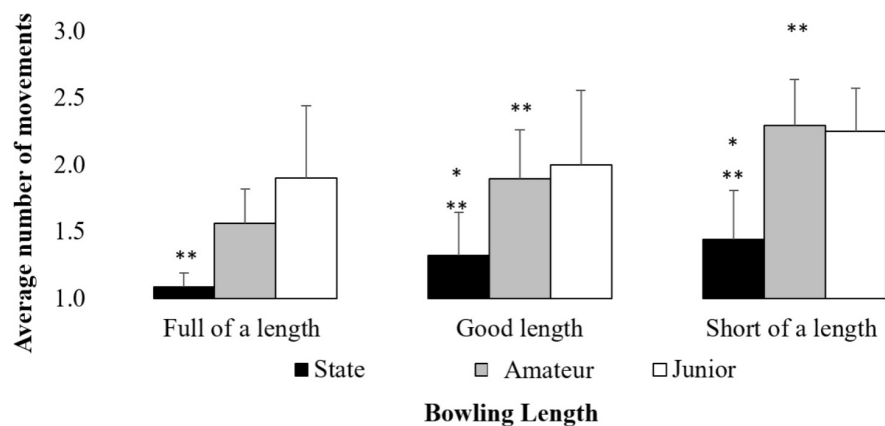 Average number of movements
3.0
2.5
2.0
1.5
1.0
**
*
**
**
*
**
**
Full of a length
Good length
Short of a length
State
Amateur
Junior
Bowling Length